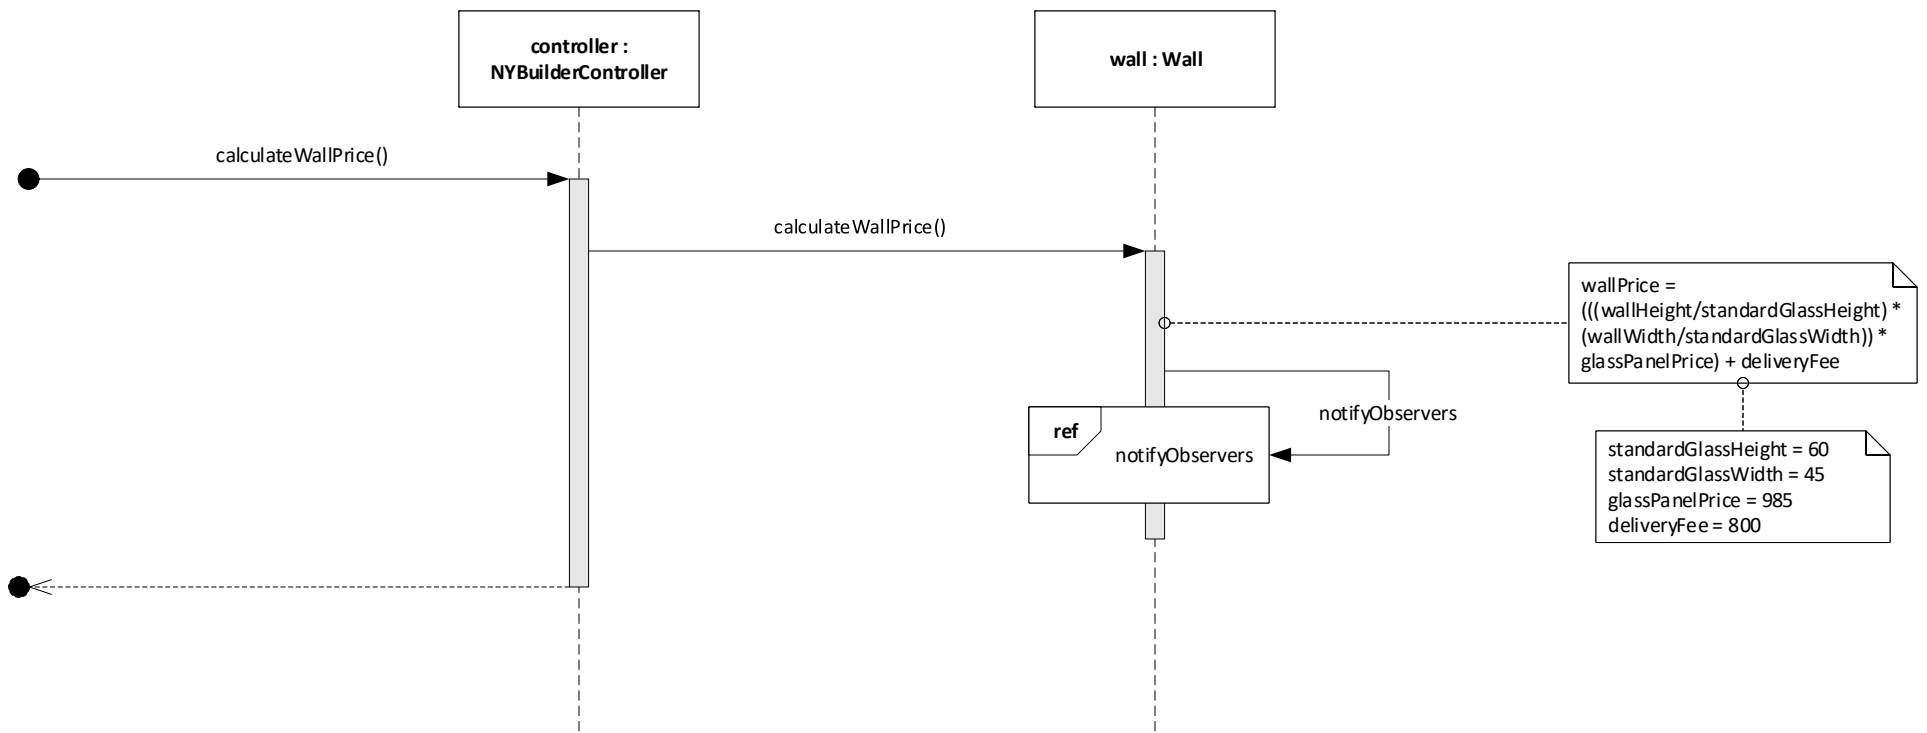 controller :
NYBuilderController
wall : Wall
calculateWallPrice()
calculateWallPrice()
wallPrice =
(((wallHeight/standardGlassHeight) *
(wallWidth/standardGlassWidth)) *
glassPanelPrice) + deliveryFee
notifyObservers
ref
notifyObservers
standardGlassHeight = 60
standardGlassWidth = 45
glassPanelPrice = 985
deliveryFee = 800